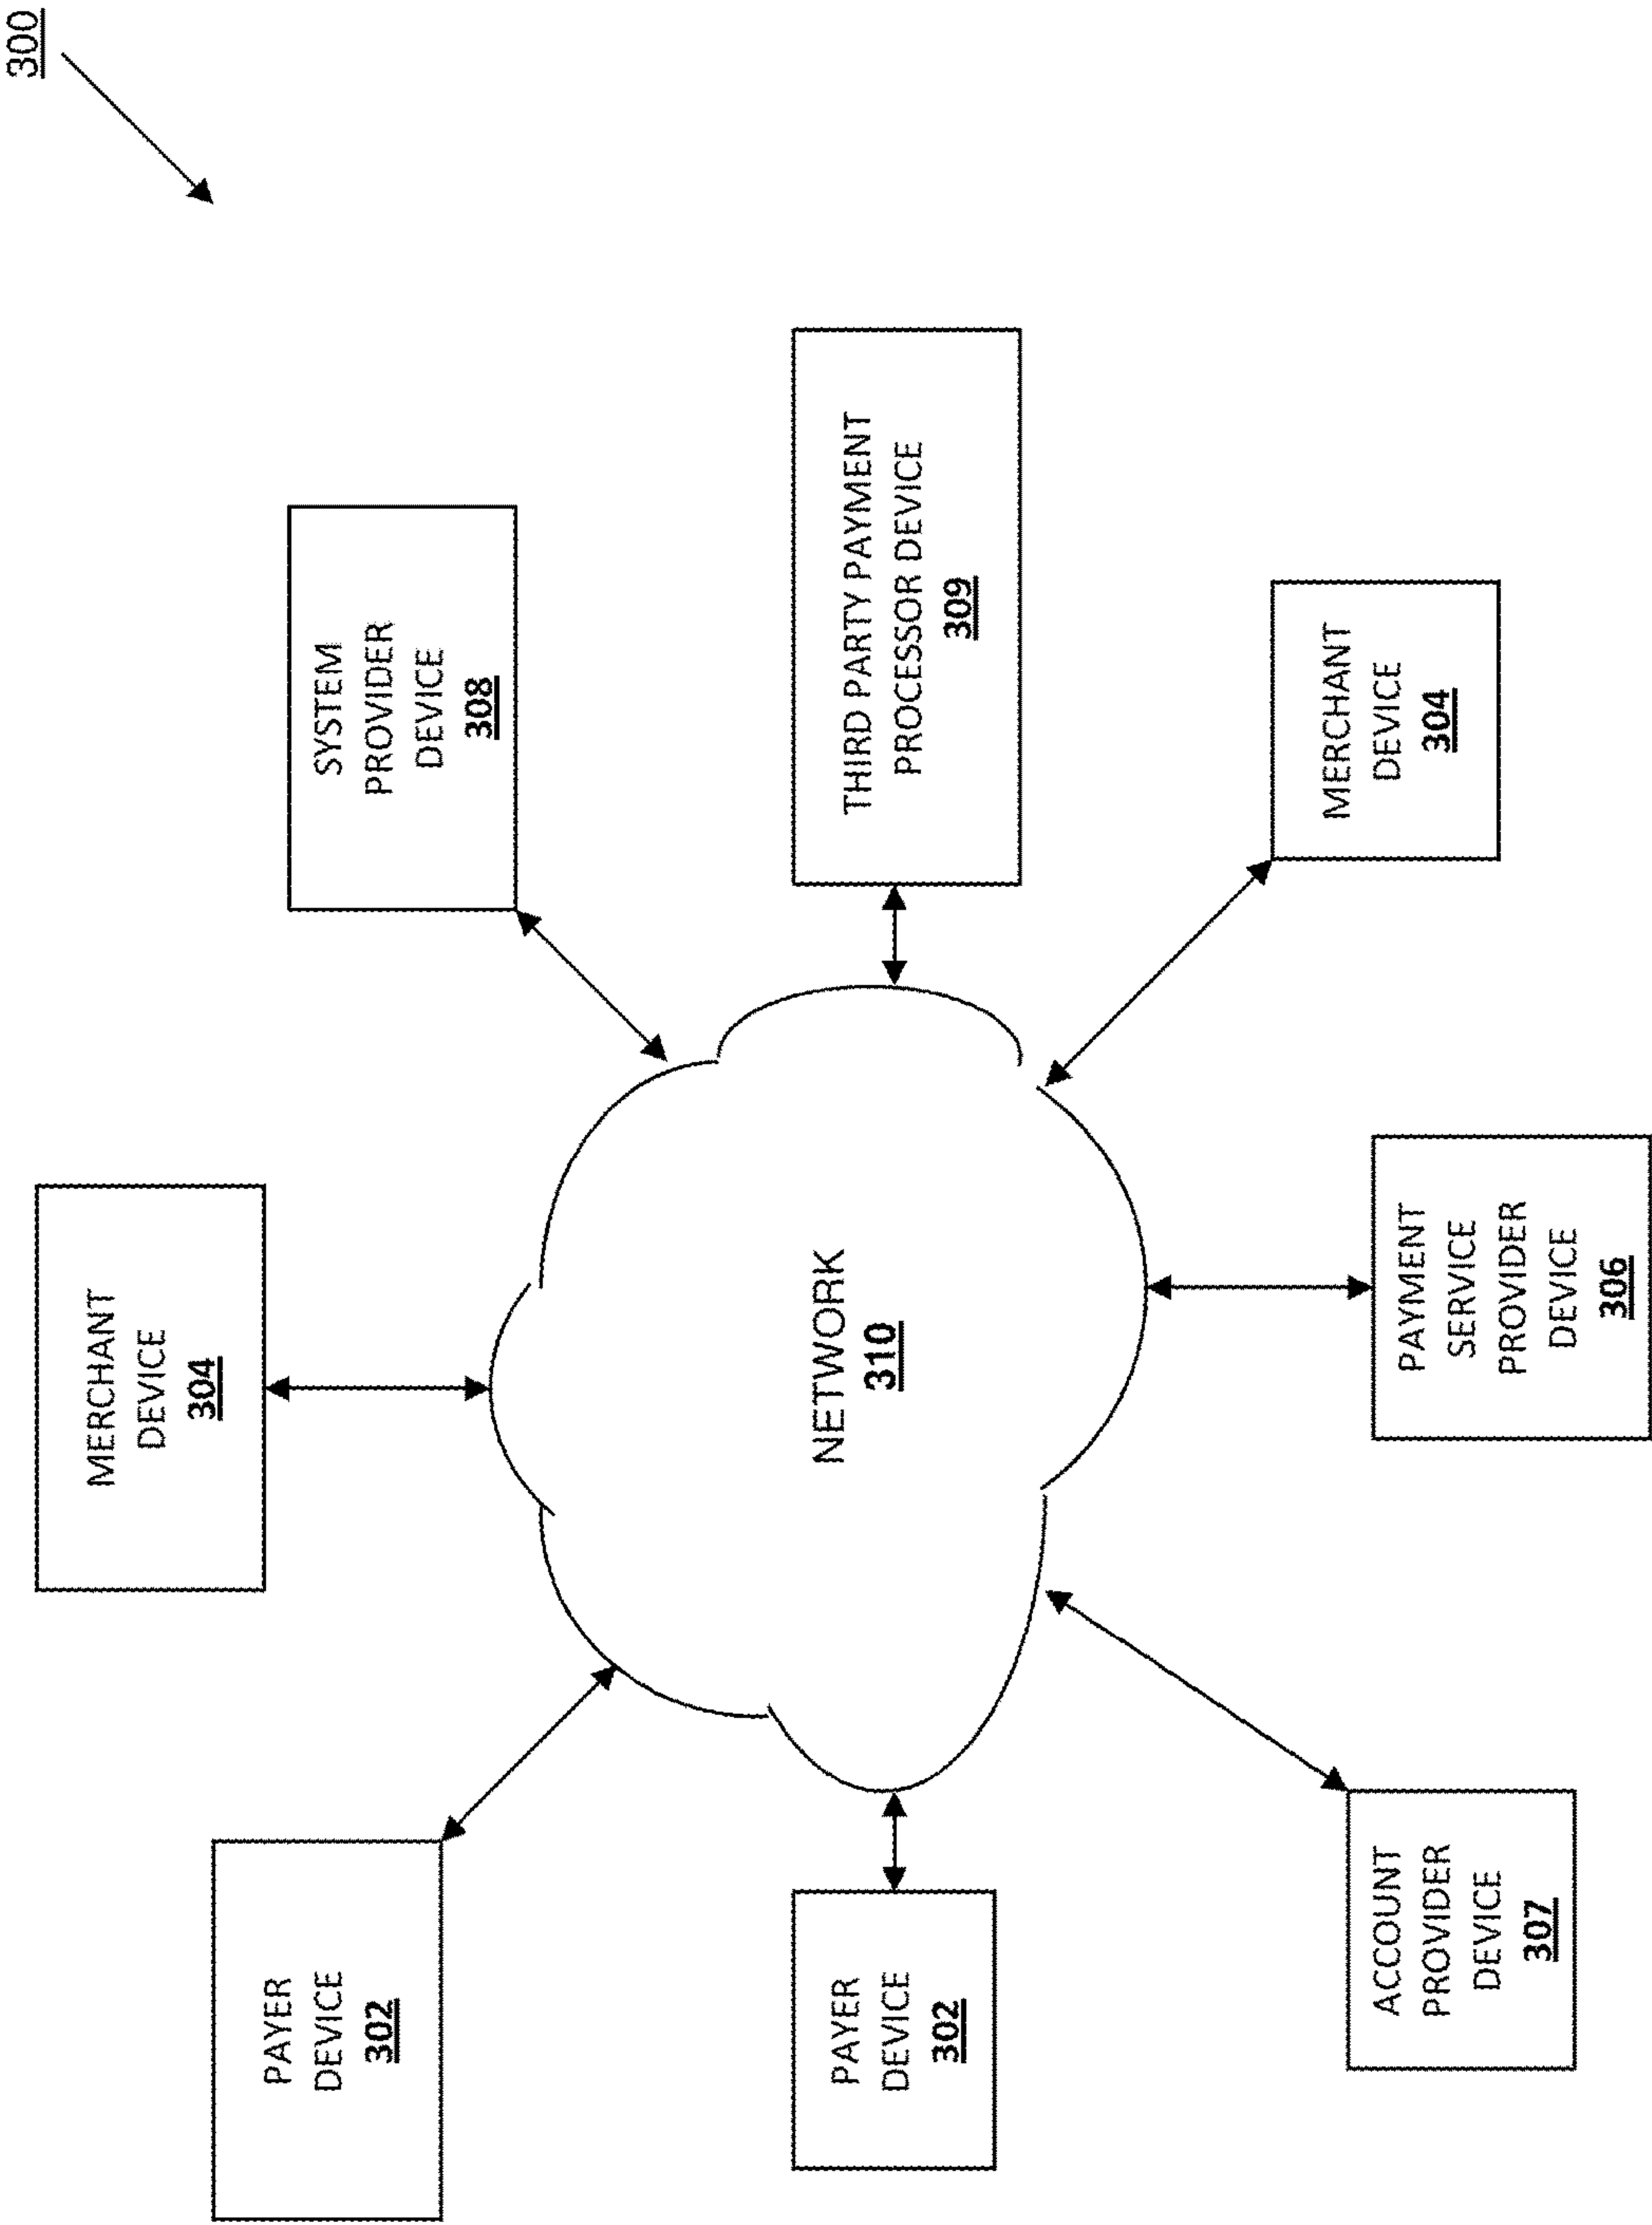 300
PAYER
DEVICE
302
MERCHANT
DEVICE
304
SYSTEM
PROVIDER
DEVICE
308
PAYER
DEVICE
302
NETWORK
310
THIRD PARTY PAYMENT
PROCESSOR DEVICE
309
ACCOUNT
PROVIDER
DEVICE
307
PAYMENT
SERVICE
PROVIDER
DEVICE
306
MERCHANT
DEVICE
304